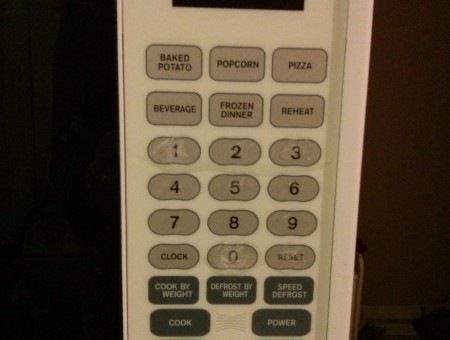 BAKED
POTATO
POPCORN
PIZZA
BEVERAGE
FROZEN
DINNER
REHEAT
1 2 3
4 5 6
7 8 9
CLOCK 0 RESET
COOK BY
WEIGHT
DEFROST BY
WEIGHT
SPEED
DEFROST
COOK
POWER